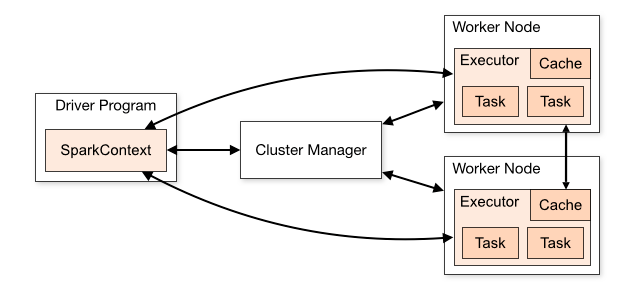 Driver Program
SparkContext
Cluster Manager
Worker Node
Executor
Cache
Task
Task
Worker Node
Executor
Cache
Task
Task